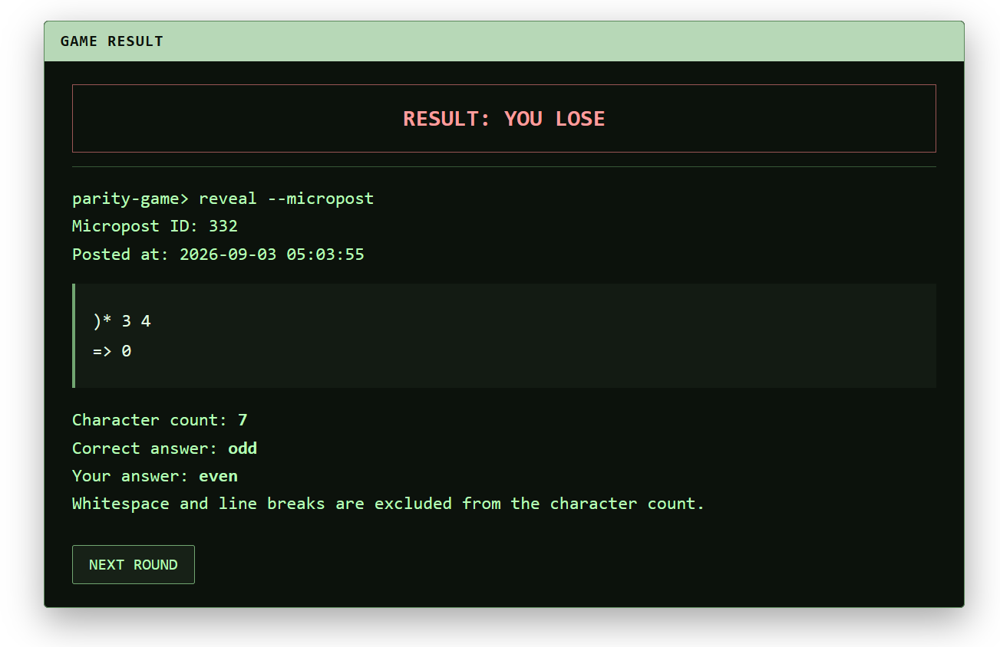 GAME RESULT
RESULT: YOU LOSE
parity-game> reveal --micropost
Micropost ID: 332
Posted at: 2026-09-03 05:03:55
)* 3 4
=> 0
Character count: 7
Correct answer: odd
Your answer: even
Whitespace and line breaks are excluded from the character count.
NEXT ROUND